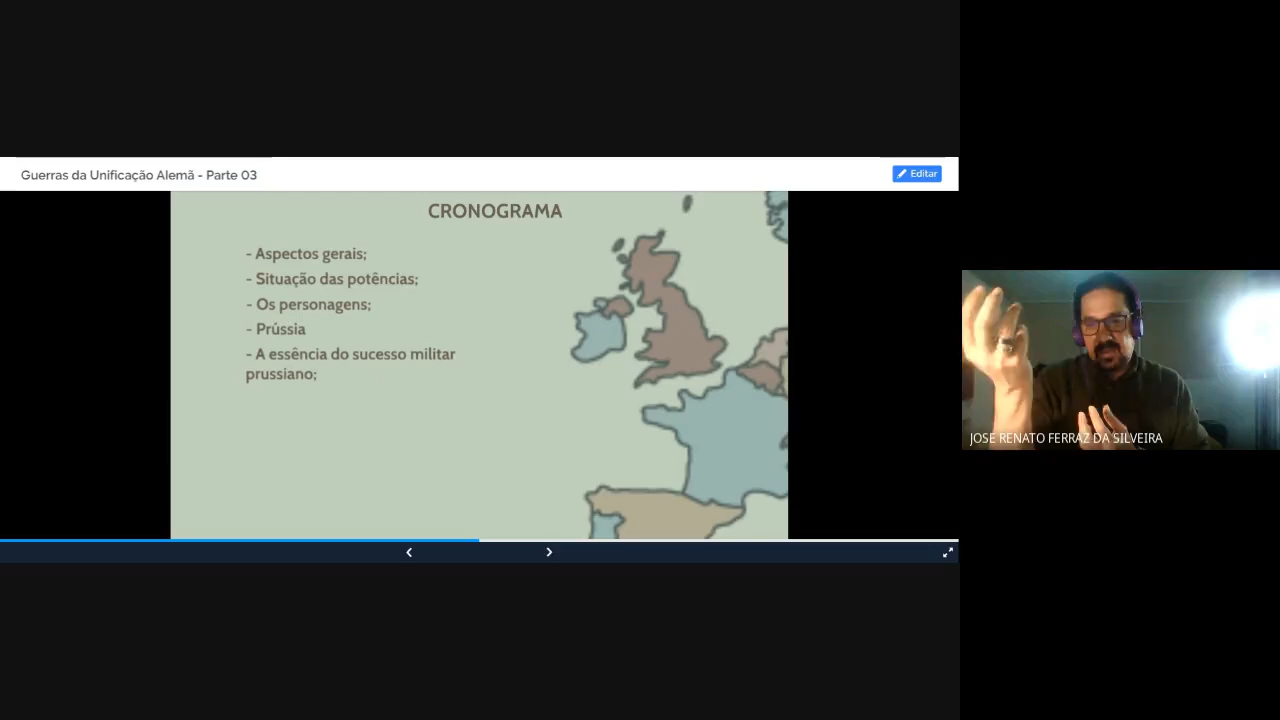 Guerras da Unificação Alemã - Parte 03
Editar
CRONOGRAMA
- Aspectos gerais;
- Situação das potências;
- Os personagens;
- Prússia
- A essência do sucesso militar
prussiano;
JOSE RENATO FERRAZ DA SILVEIRA